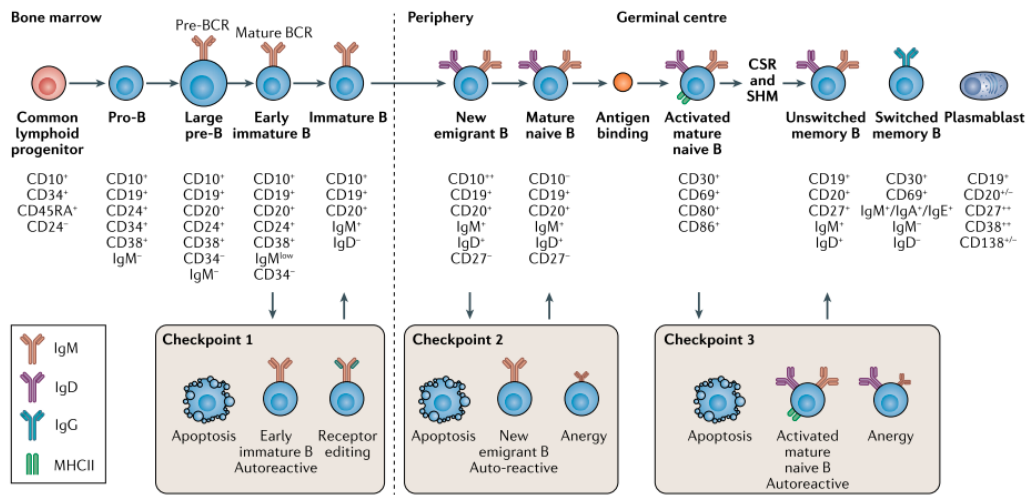 Bone marrow
Periphery
Germinal centre
Pre-BCR
Mature BCR
CSR
and
SHM
Common
lymphoid
progenitor
Pro-B
Large
pre-B
Early
immature B
Immature B
New
emigrant B
Mature
naive B
Antigen
binding
Activated
mature
naive B
Unswitched
memory B
Switched
memory B
Plasmablast
CD10⁺
CD34⁺
CD45RA⁺
CD24⁻
CD10⁺
CD19⁺
CD24⁺
CD34⁺
CD38⁺
IgM⁻
CD10⁺
CD19⁺
CD20⁺
CD24⁺
CD38⁺
CD34⁻
IgM⁻
CD10⁺
CD19⁺
CD20⁺
CD24⁺
CD38⁺
IgMˡᵒʷ
CD34⁻
CD10⁺
CD19⁺
CD20⁺
IgM⁺
IgD⁻
CD10⁺⁺
CD19⁺
CD20⁺
IgM⁺
IgD⁺
CD27⁻
CD10⁻
CD19⁺
CD20⁺
IgM⁺
IgD⁺
CD27⁻
CD30⁺
CD69⁺
CD80⁺
CD86⁺
CD19⁺
CD20⁺
CD27⁺
IgM⁺
IgD⁺
CD30⁺
CD69⁺
IgM⁺/IgA⁺/IgE⁺
IgM⁻
IgD⁻
CD19⁺
CD20⁺/⁻
CD27⁺⁺
CD38⁺⁺
CD138⁺/⁻
IgM
IgD
IgG
MHCII
Checkpoint 1
Apoptosis
Early
immature B
Autoreactive
Receptor
editing
Checkpoint 2
Apoptosis
New
emigrant B
Auto-reactive
Anergy
Checkpoint 3
Apoptosis
Activated
mature
naive B
Autoreactive
Anergy